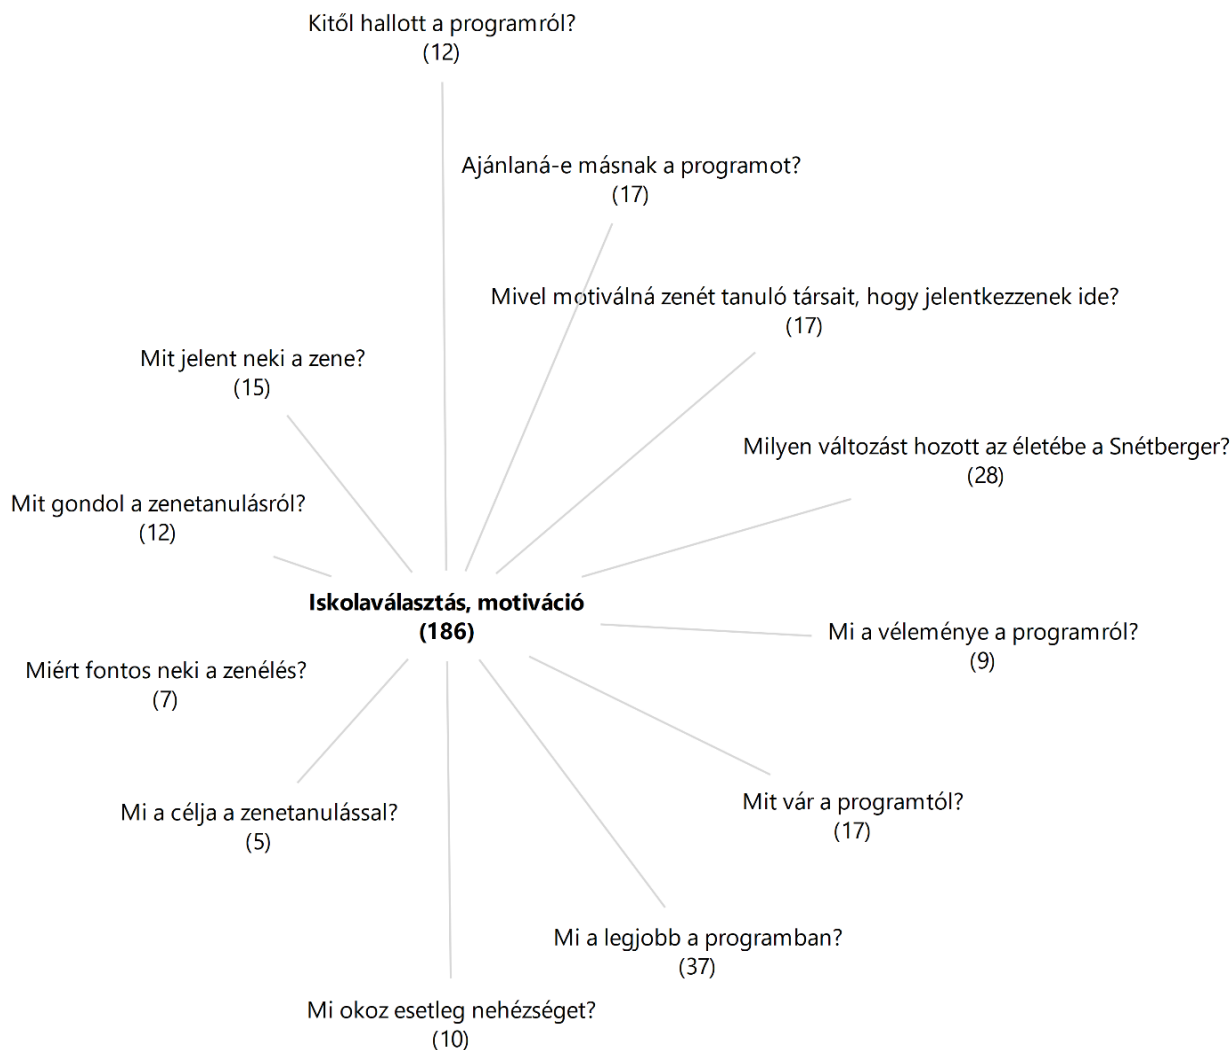 Kitől hallott a programról?
(12)
Ajánlaná-e másnak a programot?
(17)
Mivel motiválná zenét tanuló társait, hogy jelentkezzenek ide?
(17)
Mit jelent neki a zene?
(15)
Milyen változást hozott az életébe a Snétberger?
(28)
Mit gondol a zenetanulásról?
(12)
Iskolaválasztás, motiváció
(186)
Mi a véleménye a programról?
(9)
Miért fontos neki a zenélés?
(7)
Mit vár a programtól?
(17)
Mi a célja a zenetanulással?
(5)
Mi a legjobb a programban?
(37)
Mi okoz esetleg nehézséget?
(10)